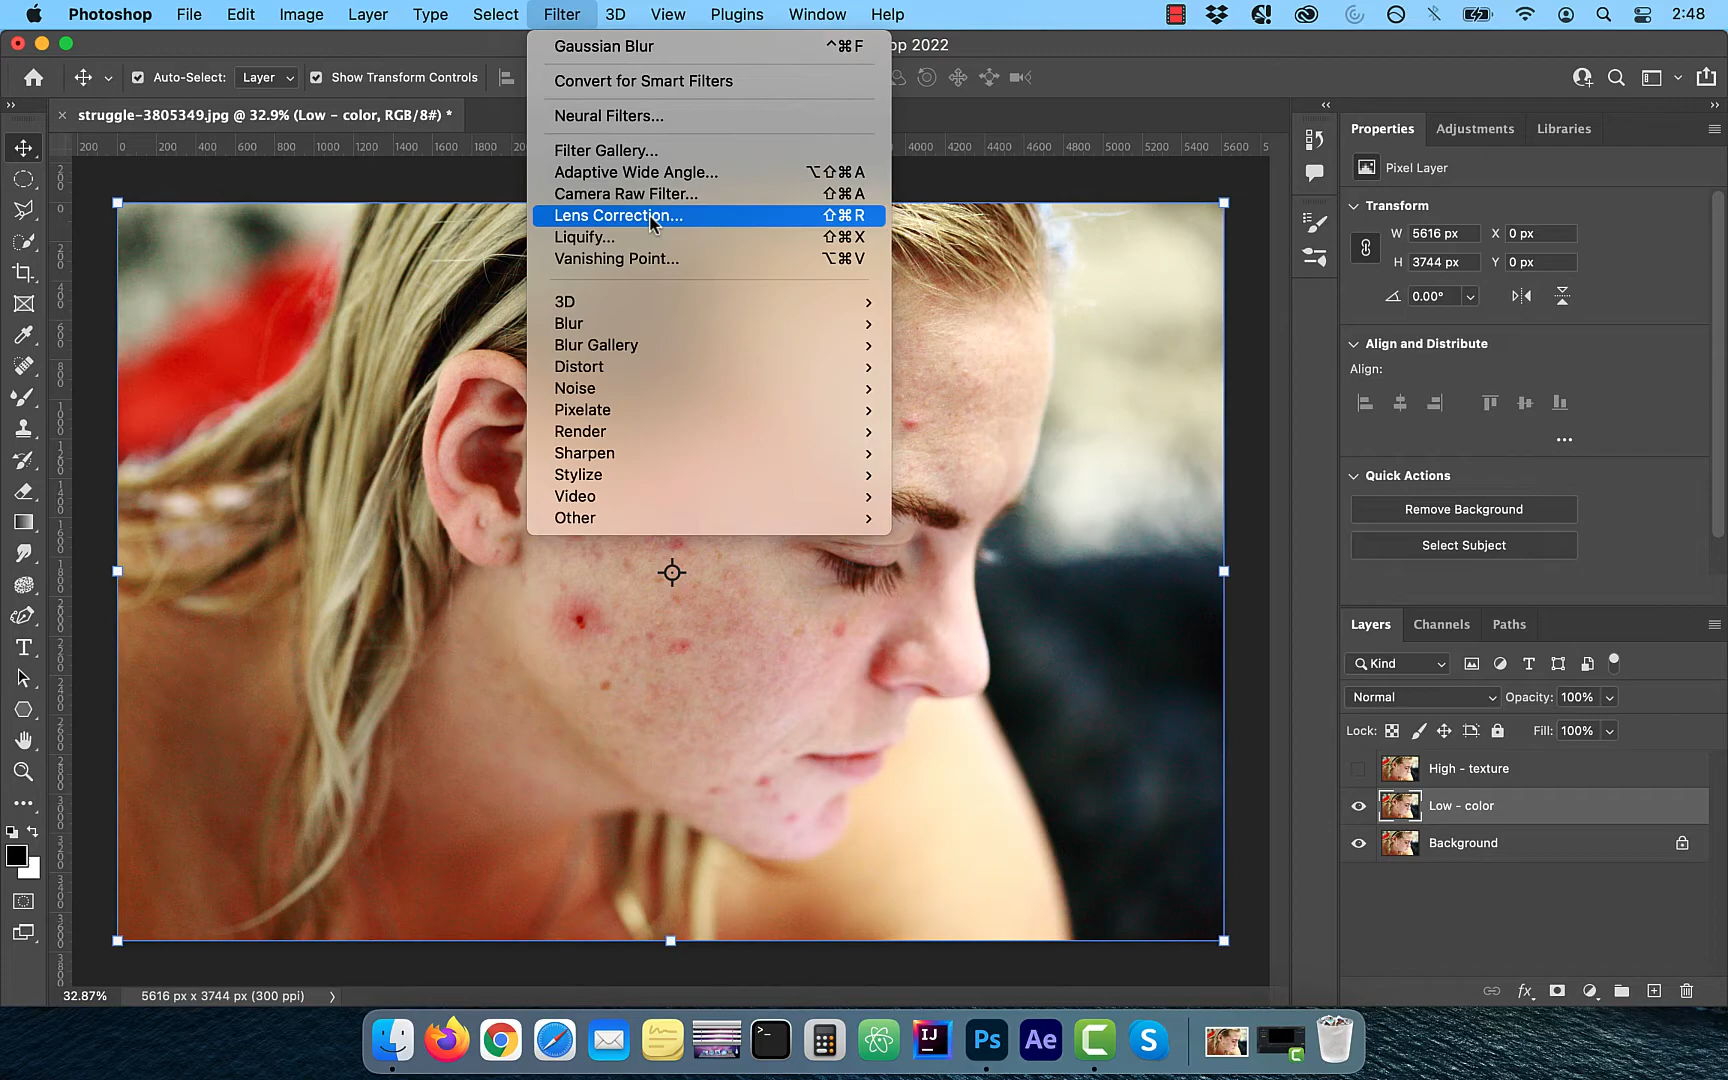 Photoshop File Edit Image Layer Type Select Filter 3D View Plugins Window Help 2:48
op 2022
Auto-Select: Layer Show Transform Controls
struggle-3805349.jpg @ 32.9% (Low - color, RGB/8#) *
200 0 200 400 600 800 1000 1200 1400 1600 1800 4000 4200 4400 4600 4800 5000 5200 5400 5600
Gaussian Blur ^⌘F
Convert for Smart Filters
Neural Filters...
Filter Gallery...
Adaptive Wide Angle... ⌥⇧⌘A
Camera Raw Filter... ⇧⌘A
Lens Correction... ⇧⌘R
Liquify... ⇧⌘X
Vanishing Point... ⌥⌘V
3D
Blur
Blur Gallery
Distort
Noise
Pixelate
Render
Sharpen
Stylize
Video
Other
Properties Adjustments Libraries
Pixel Layer
Transform
W 5616 px X 0 px
H 3744 px Y 0 px
0.00°
Align and Distribute
Align:
Quick Actions
Remove Background
Select Subject
Layers Channels Paths
Kind
Normal Opacity: 100%
Lock: Fill: 100%
High - texture
Low - color
Background
32.87% 5616 px x 3744 px (300 ppi)
IJ Ps Ae C S